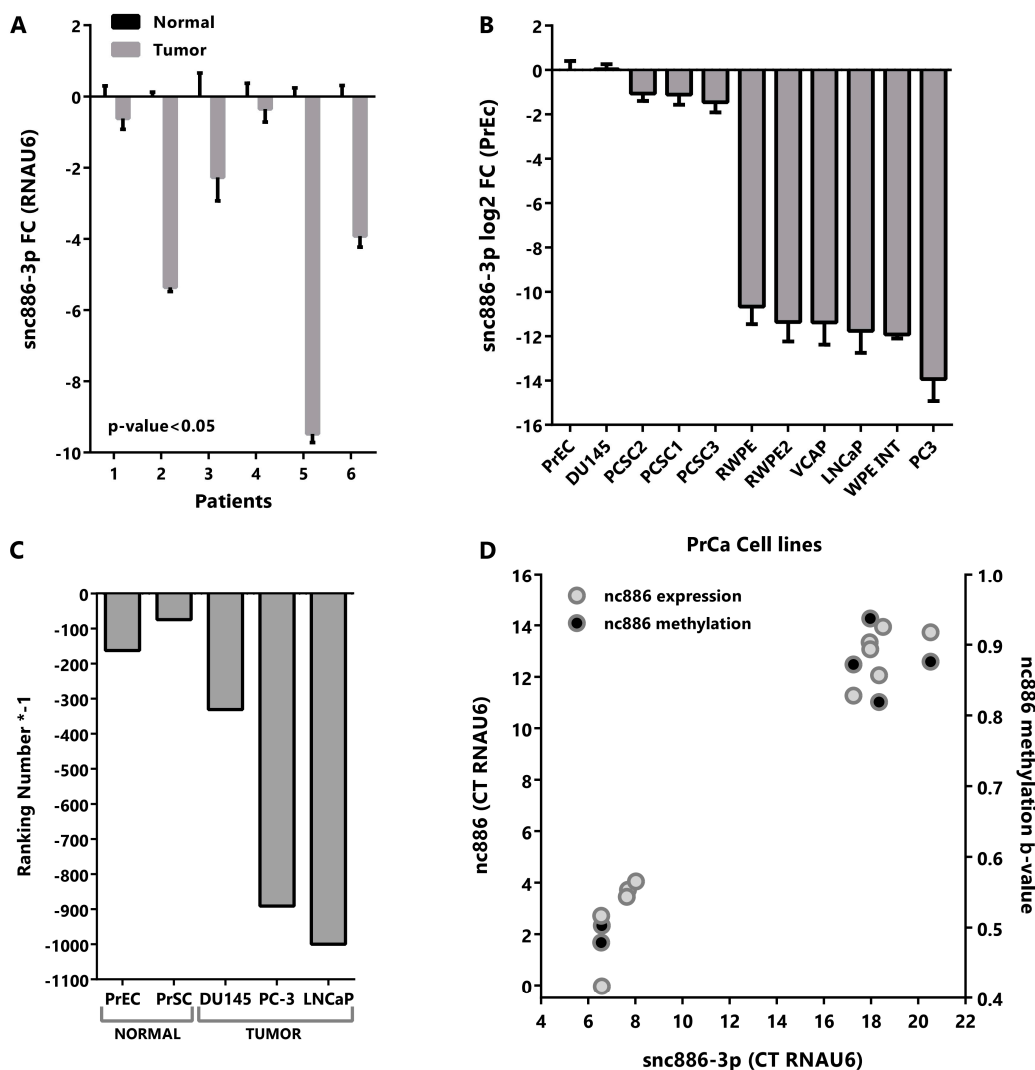 A
Normal
Tumor
2
0
-2
-4
-6
-8
-10
snc886-3p FC (RNAU6)
p-value<0.05
1 2 3 4 5 6
Patients
B
2
0
-2
-4
-6
-8
-10
-12
-14
-16
snc886-3p log2 FC (PrEc)
PrEC DU145 PCSC2 PCSC1 PCSC3 RWPE RWPE2 VCAP LNCaP WPE INT PC3
C
0
-100
-200
-300
-400
-500
-600
-700
-800
-900
-1000
-1100
Ranking Number *-1
PrEC PrSC DU145 PC-3 LNCaP
NORMAL TUMOR
D
PrCa Cell lines
nc886 expression
nc886 methylation
16
14
12
10
8
6
4
2
0
nc886 (CT RNAU6)
1.0
0.9
0.8
0.7
0.6
0.5
0.4
nc886 methylation b-value
4 6 8 10 12 14 16 18 20 22
snc886-3p (CT RNAU6)